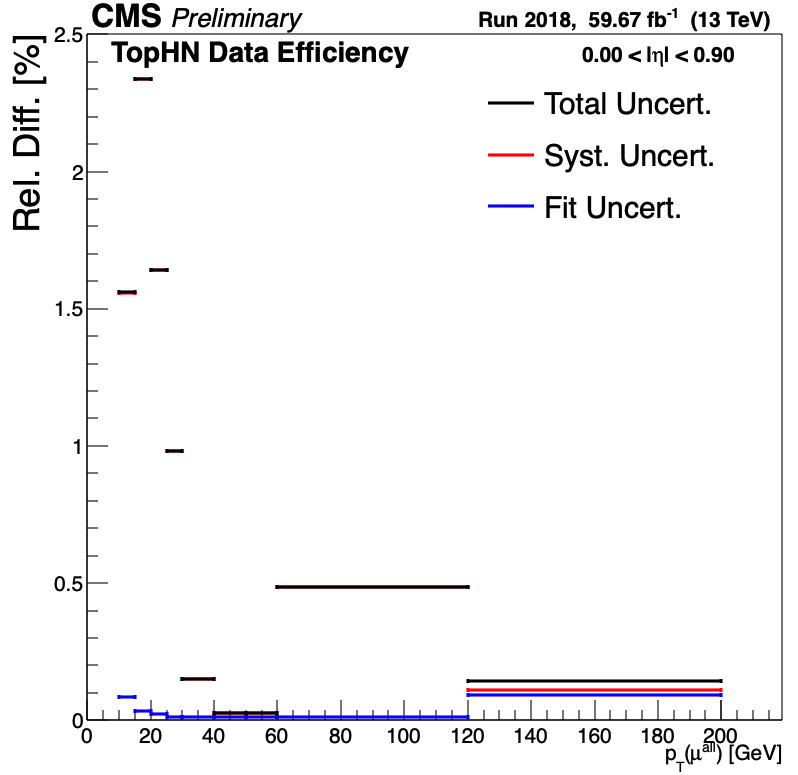 CMS Preliminary Run 2018, 59.67 fb⁻¹ (13 TeV)
TopHN Data Efficiency 0.00 < |η| < 0.90
Total Uncert.
Syst. Uncert.
Fit Uncert.
Rel. Diff. [%]
2.5
2
1.5
1
0.5
0
0 20 40 60 80 100 120 140 160 180 200
p_T(μ^all) [GeV]